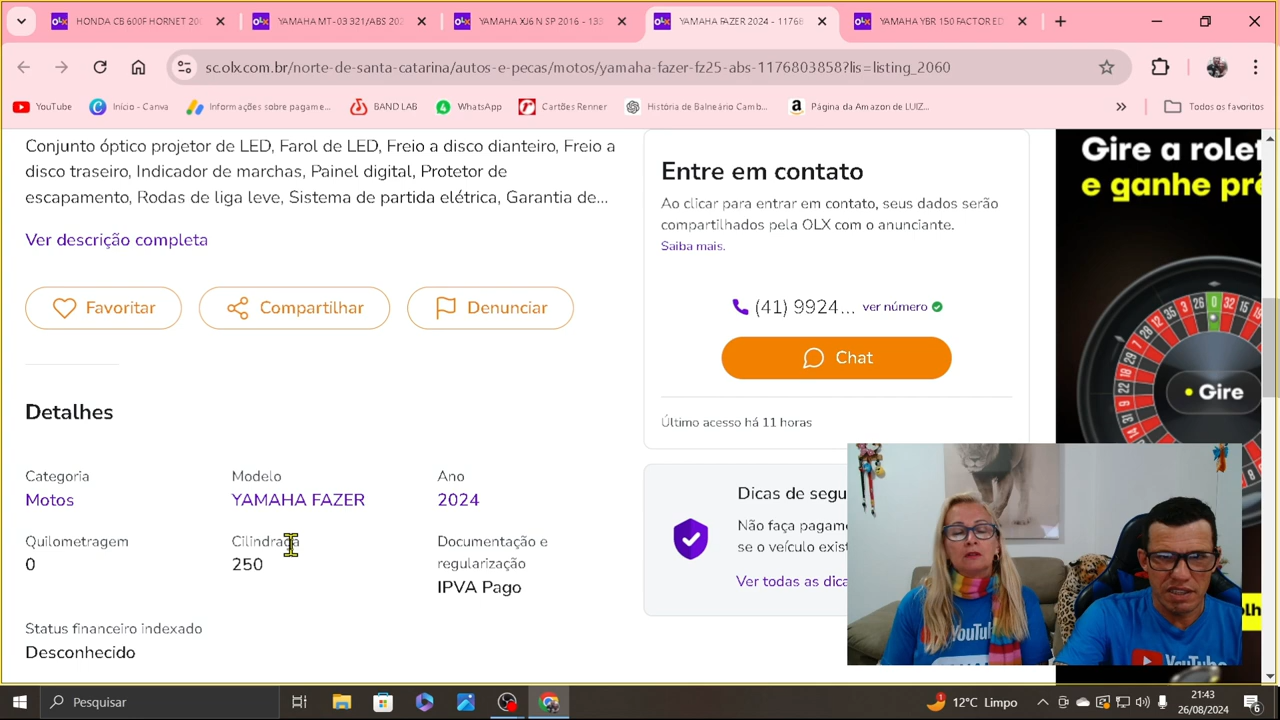 HONDA CB 600F HORNET 200
YAMAHA MT-03 321/ABS 202
YAMAHA XJ6 N SP 2016 - 133
YAMAHA FAZER 2024 - 11768
YAMAHA YBR 150 FACTOR ED
sc.olx.com.br/norte-de-santa-catarina/autos-e-pecas/motos/yamaha-fazer-fz25-abs-1176803858?lis=listing_2060
YouTube
Início - Canva
Informações sobre pagame...
BAND LAB
WhatsApp
Cartões Renner
História de Balneário Camb...
Página da Amazon de LUIZ...
Todos os favoritos
Conjunto óptico projetor de LED, Farol de LED, Freio a disco dianteiro, Freio a
disco traseiro, Indicador de marchas, Painel digital, Protetor de
escapamento, Rodas de liga leve, Sistema de partida elétrica, Garantia de...
Ver descrição completa
Favoritar
Compartilhar
Denunciar
Detalhes
Categoria
Motos
Modelo
YAMAHA FAZER
Ano
2024
Quilometragem
0
Cilindrada
250
Documentação e
regularização
IPVA Pago
Status financeiro indexado
Desconhecido
Entre em contato
Ao clicar para entrar em contato, seus dados serão
compartilhados pela OLX com o anunciante.
Saiba mais.
(41) 9924... ver número
Chat
Último acesso há 11 horas
Dicas de segu
Não faça pagam
se o veículo exist
Ver todas as dica
Gire a rolet
e ganhe pré
Gire
YouTube
YouTube
Pesquisar
12°C Limpo
21:43
26/08/2024
6